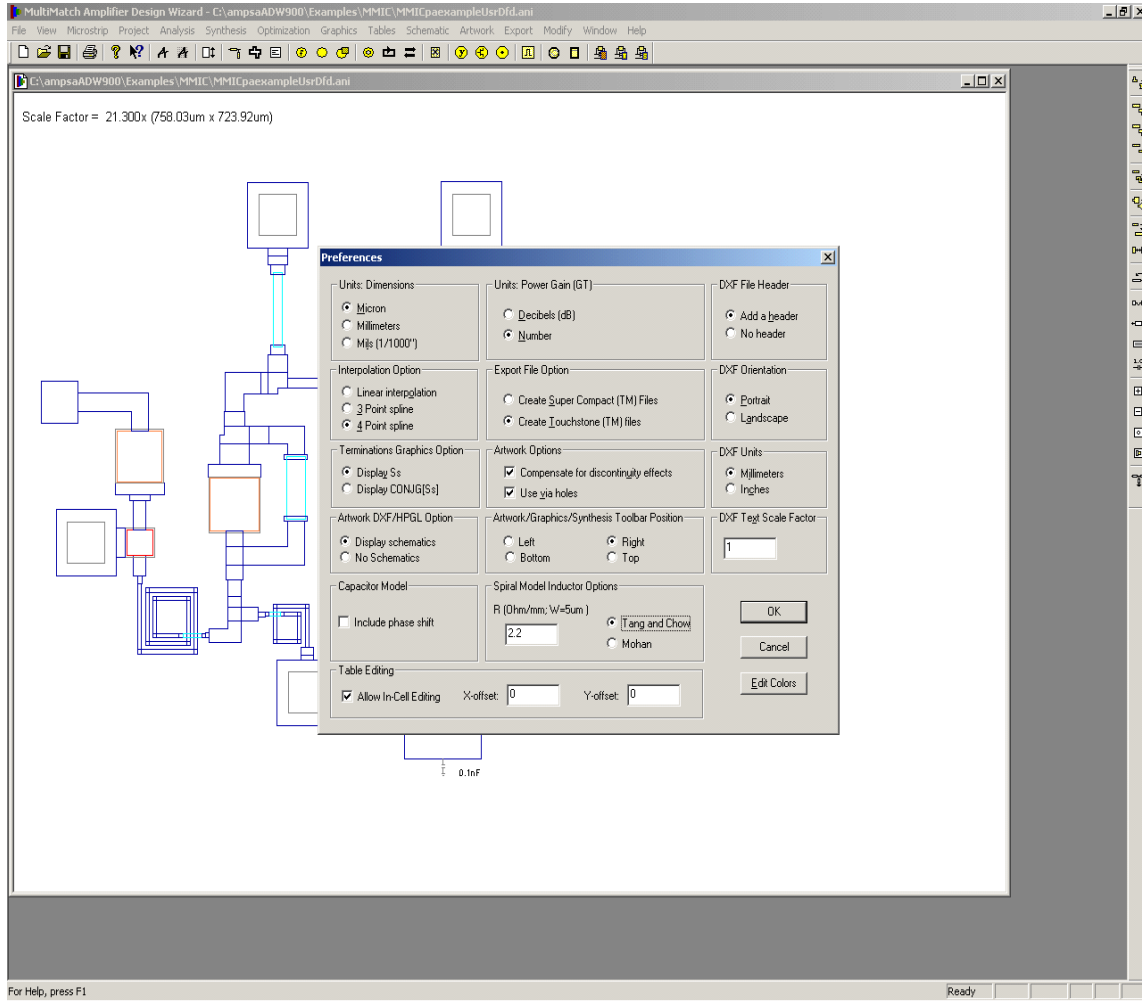 MultiMatch Amplifier Design Wizard - C:\ampsaADW900\Examples\MMIC\MMICpaexampleUsrDfd.ani
File View Microstrip Project Analysis Synthesis Optimization Graphics Tables Schematic Artwork Export Modify Window Help
C:\ampsaADW900\Examples\MMIC\MMICpaexampleUsrDfd.ani
Scale Factor = 21.300x (758.03um x 723.92um)
Preferences
Units: Dimensions
Micron
Millimeters
Mils (1/1000")
Units: Power Gain (GT)
Decibels (dB)
Number
DXF File Header
Add a header
No header
Interpolation Option
Linear interpolation
3 Point spline
4 Point spline
Export File Option
Create Super Compact (TM) Files
Create Touchstone (TM) files
DXF Orientation
Portrait
Landscape
Terminations Graphics Option
Display Ss
Display CONJG[Ss]
Artwork Options
Compensate for discontinuity effects
Use via holes
DXF Units
Millimeters
Inches
Artwork DXF/HPGL Option
Display schematics
No Schematics
Artwork/Graphics/Synthesis Toolbar Position
Left Right
Bottom Top
DXF Text Scale Factor
1
Capacitor Model
Include phase shift
Spiral Model Inductor Options
R (Ohm/mm; W=5um )
2.2
Tang and Chow
Mohan
OK
Cancel
Edit Colors
Table Editing
Allow In-Cell Editing X-offset: 0 Y-offset: 0
0.1nF
For Help, press F1 Ready